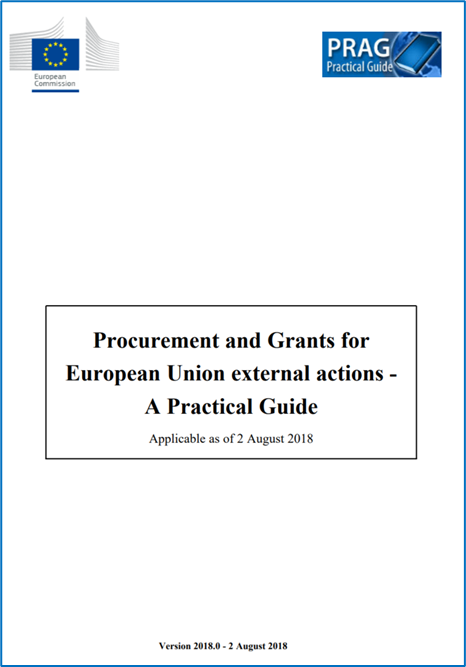 European
Commission
PRAG
Practical Guide
Procurement and Grants for
European Union external actions -
A Practical Guide
Applicable as of 2 August 2018
Version 2018.0 - 2 August 2018